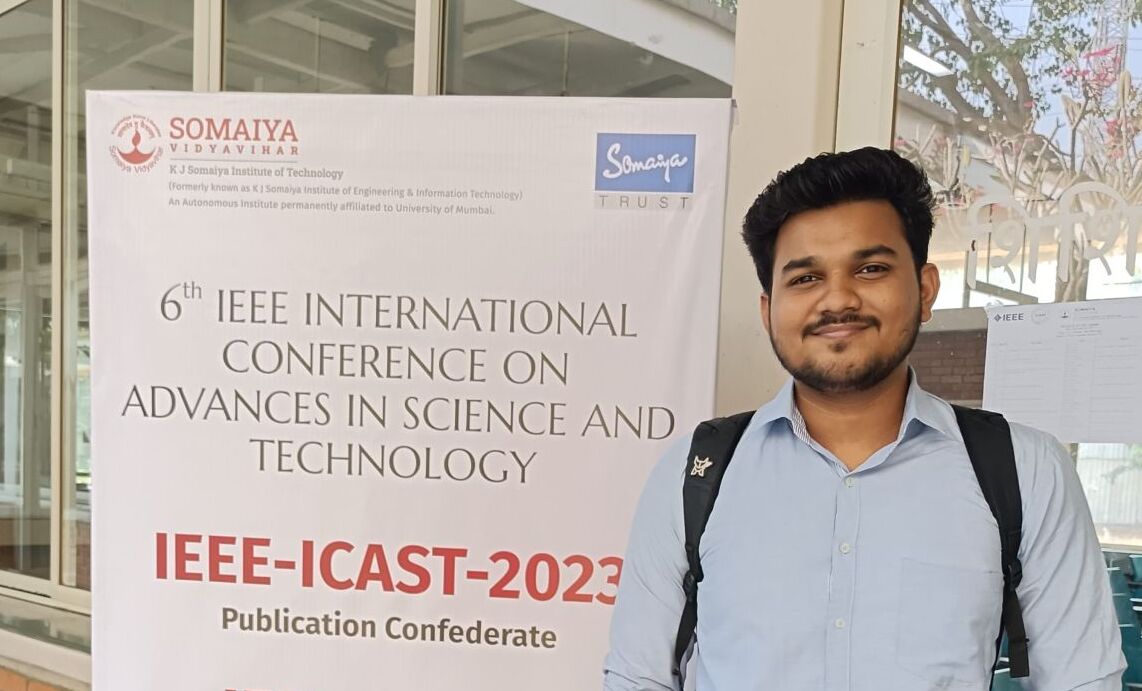 SOMAIYA
VIDYAVIHAR
K J Somaiya Institute of Technology
(Formerly known as K J Somaiya Institute of Engineering & Information Technology)
An Autonomous Institute permanently affiliated to University of Mumbai.
Somaiya Vidyavihar
Somaiya
TRUST
6th IEEE INTERNATIONAL
CONFERENCE ON
ADVANCES IN SCIENCE AND
TECHNOLOGY
IEEE-ICAST-2023
Publication Confederate
IEEE